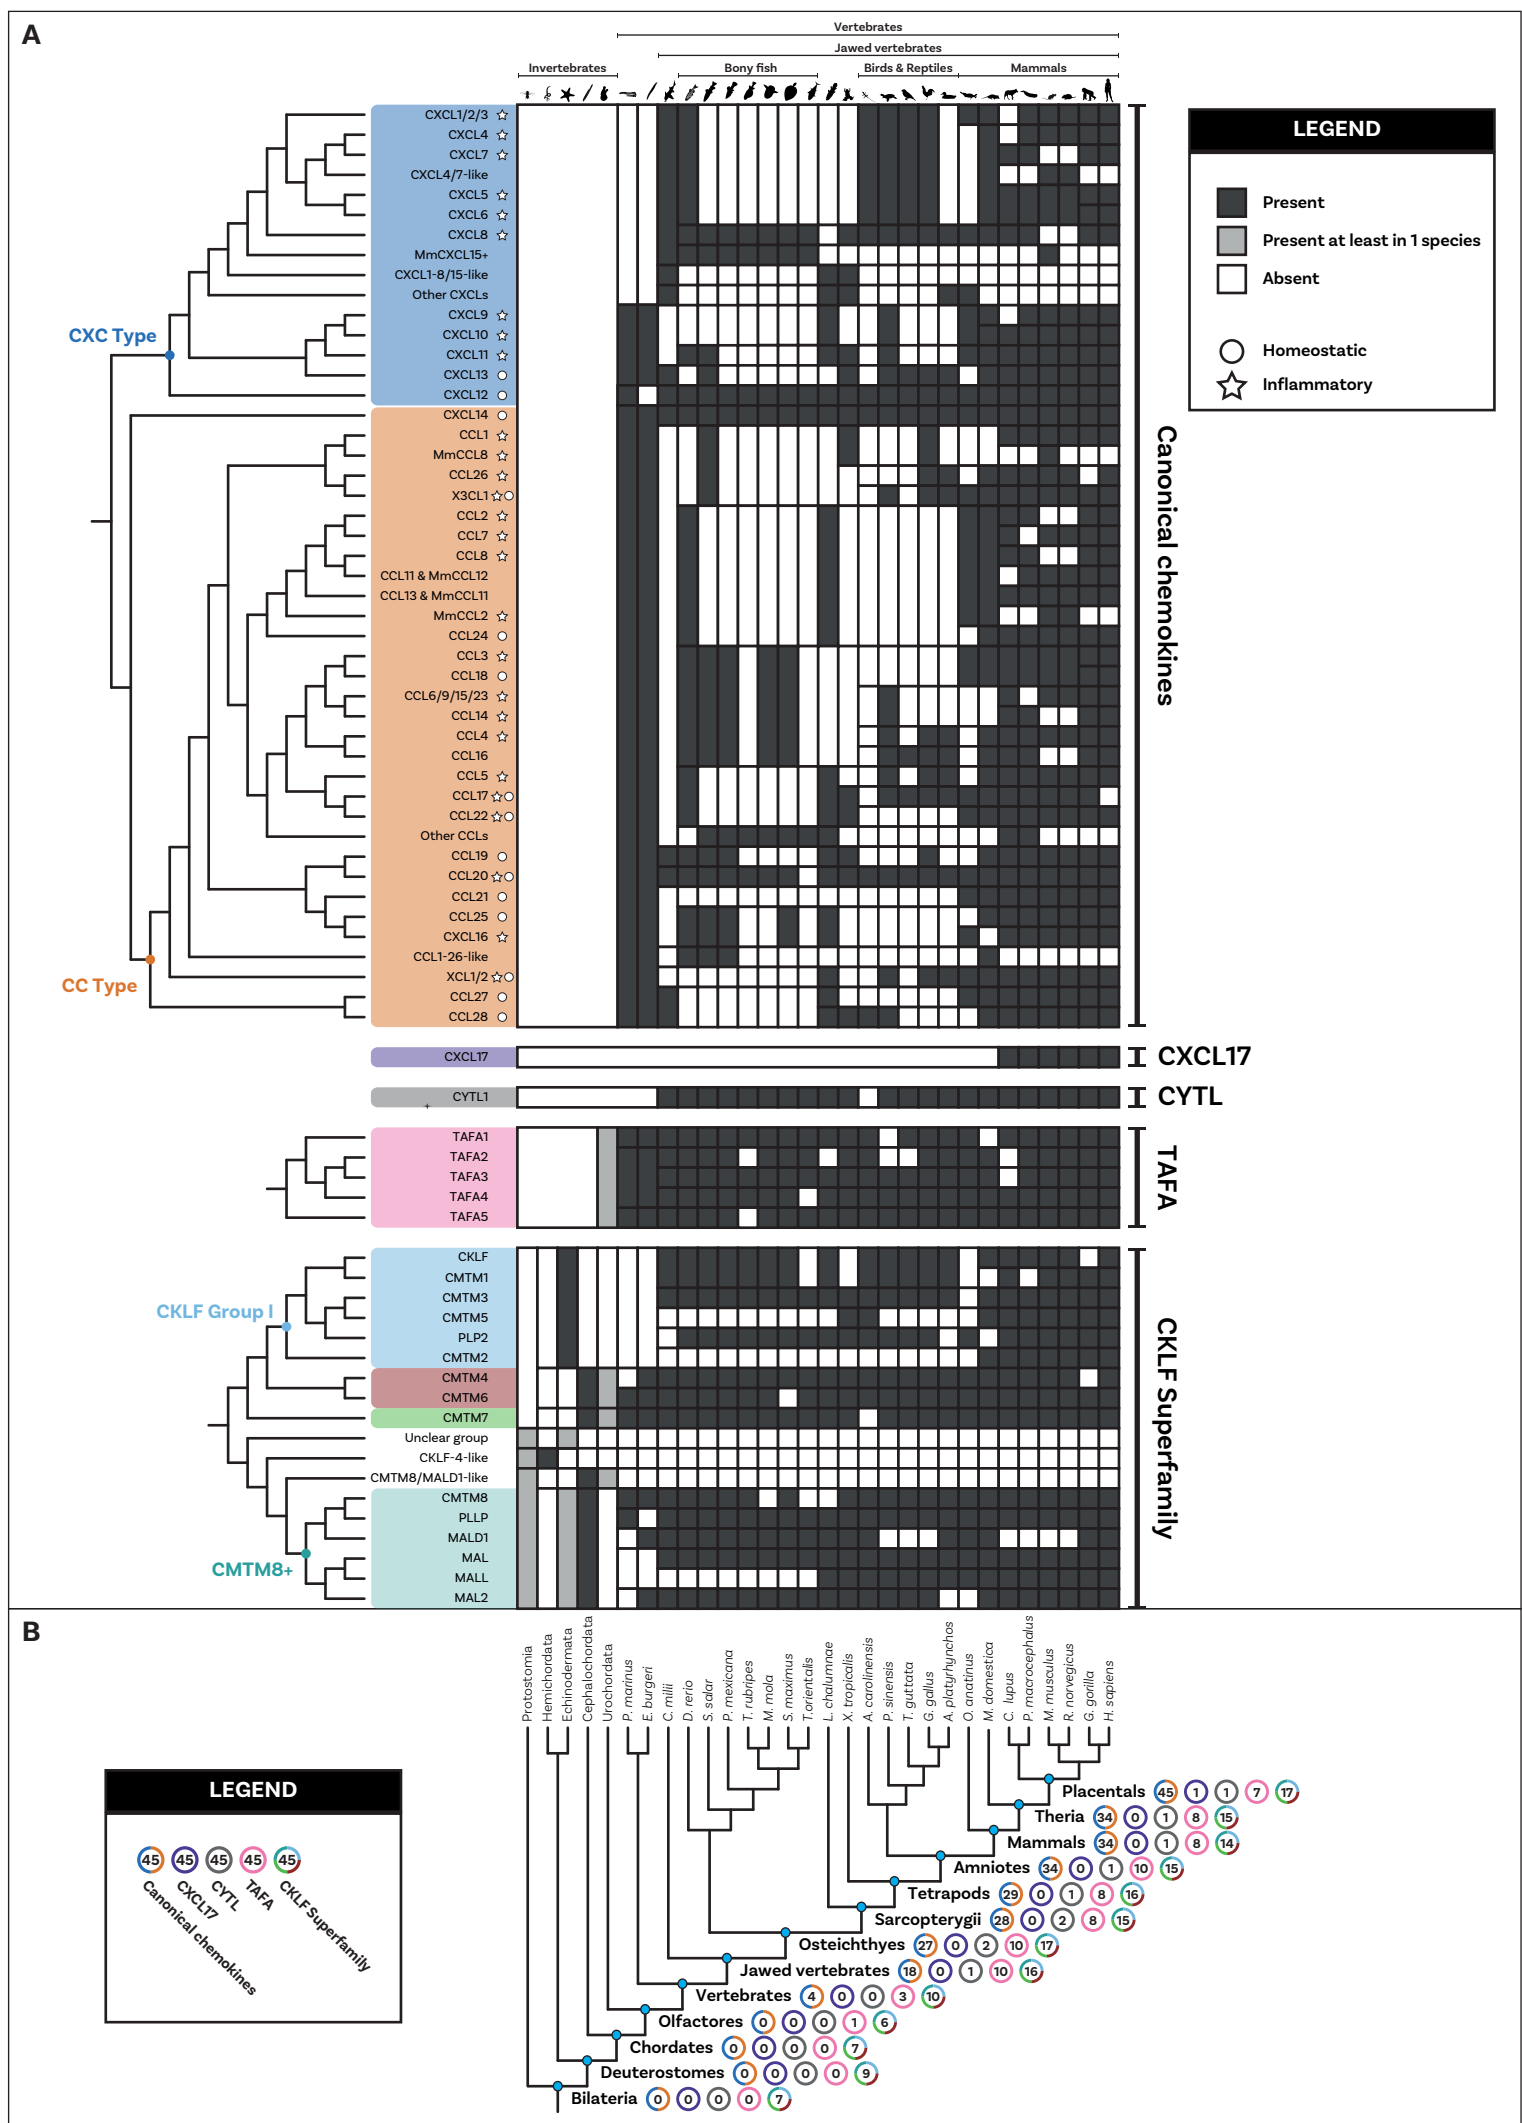 A
Vertebrates
Jawed vertebrates
Invertebrates
Bony fish
Birds & Reptiles
Mammals
CXCL1/2/3
CXCL4
CXCL7
CXCL4/7-like
CXCL5
CXCL6
CXCL8
MmCXCL15+
CXCL1-8/15-like
Other CXCLs
CXCL9
CXCL10
CXCL11
CXCL13
CXCL12
CXC Type
CXCL14
CCL1
MmCCL8
CCL26
X3CL1
CCL2
CCL7
CCL8
CCL11 & MmCCL12
CCL13 & MmCCL11
MmCCL2
CCL24
CCL3
CCL18
CCL6/9/15/23
CCL14
CCL4
CCL16
CCL5
CCL17
CCL22
Other CCLs
CCL19
CCL20
CCL21
CCL25
CXCL16
CCL1-26-like
XCL1/2
CCL27
CCL28
CC Type
Canonical chemokines
LEGEND
Present
Present at least in 1 species
Absent
Homeostatic
Inflammatory
CXCL17
CXCL17
CYTL1
CYTL
TAFA1
TAFA2
TAFA3
TAFA4
TAFA5
TAFA
CKLF
CMTM1
CMTM3
CMTM5
PLP2
CMTM2
CMTM4
CMTM6
CMTM7
Unclear group
CKLF-4-like
CMTM8/MALD1-like
CMTM8
PLLP
MALD1
MAL
MALL
MAL2
CKLF Group I
CMTM8+
CKLF Superfamily
B
Protostomia
Hemichordata
Echinodermata
Cephalochordata
Urochordata
P. marinus
E. burgeri
C. milii
D. rerio
S. salar
P. mexicana
T. rubripes
M. mola
S. maximus
T.orientalis
L. chalumnae
X. tropicalis
A. carolinensis
P. sinensis
T. guttata
G. gallus
A. platyrhynchos
O. anatinus
M. domestica
C. lupus
P. macrocephalus
M. musculus
R. norvegicus
G. gorilla
H. sapiens
Placentals 45 1 1 7 17
Theria 34 0 1 8 15
Mammals 34 0 1 8 14
Amniotes 34 0 1 10 15
Tetrapods 29 0 1 8 16
Sarcopterygii 28 0 2 8 15
Osteichthyes 27 0 2 10 17
Jawed vertebrates 18 0 1 10 16
Vertebrates 4 0 0 3 10
Olfactores 0 0 0 1 6
Chordates 0 0 0 0 7
Deuterostomes 0 0 0 0 9
Bilateria 0 0 0 0 7
LEGEND
45 45 45 45 45
Canonical chemokines
CXCL17
CYTL
TAFA
CKLF Superfamily